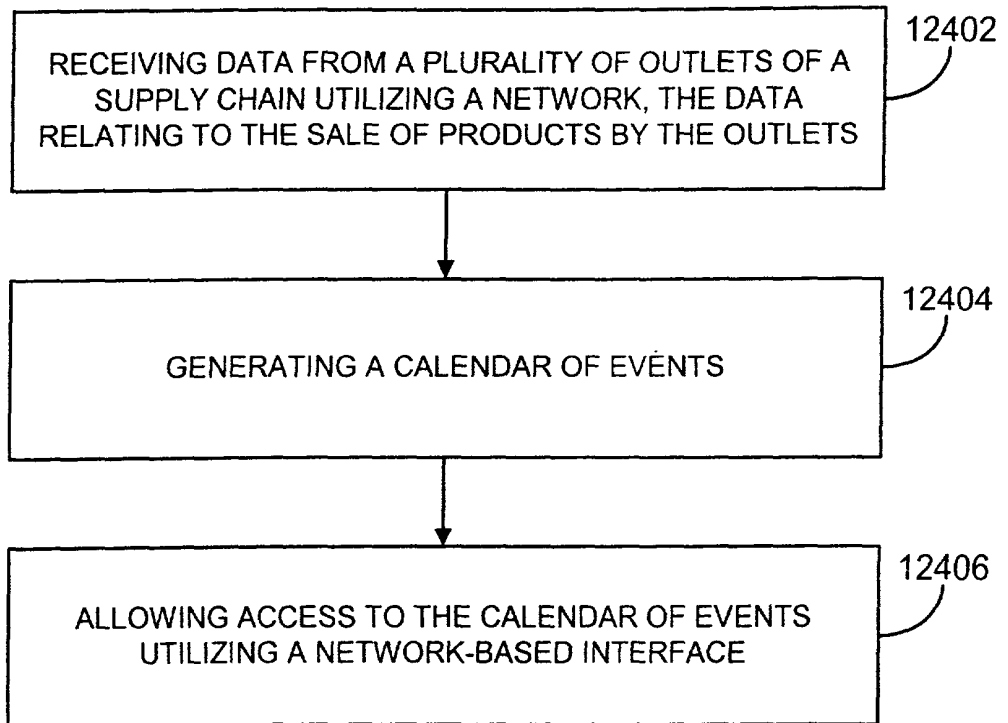 12402
RECEIVING DATA FROM A PLURALITY OF OUTLETS OF A
SUPPLY CHAIN UTILIZING A NETWORK, THE DATA
RELATING TO THE SALE OF PRODUCTS BY THE OUTLETS
12404
GENERATING A CALENDAR OF EVENTS
12406
ALLOWING ACCESS TO THE CALENDAR OF EVENTS
UTILIZING A NETWORK-BASED INTERFACE